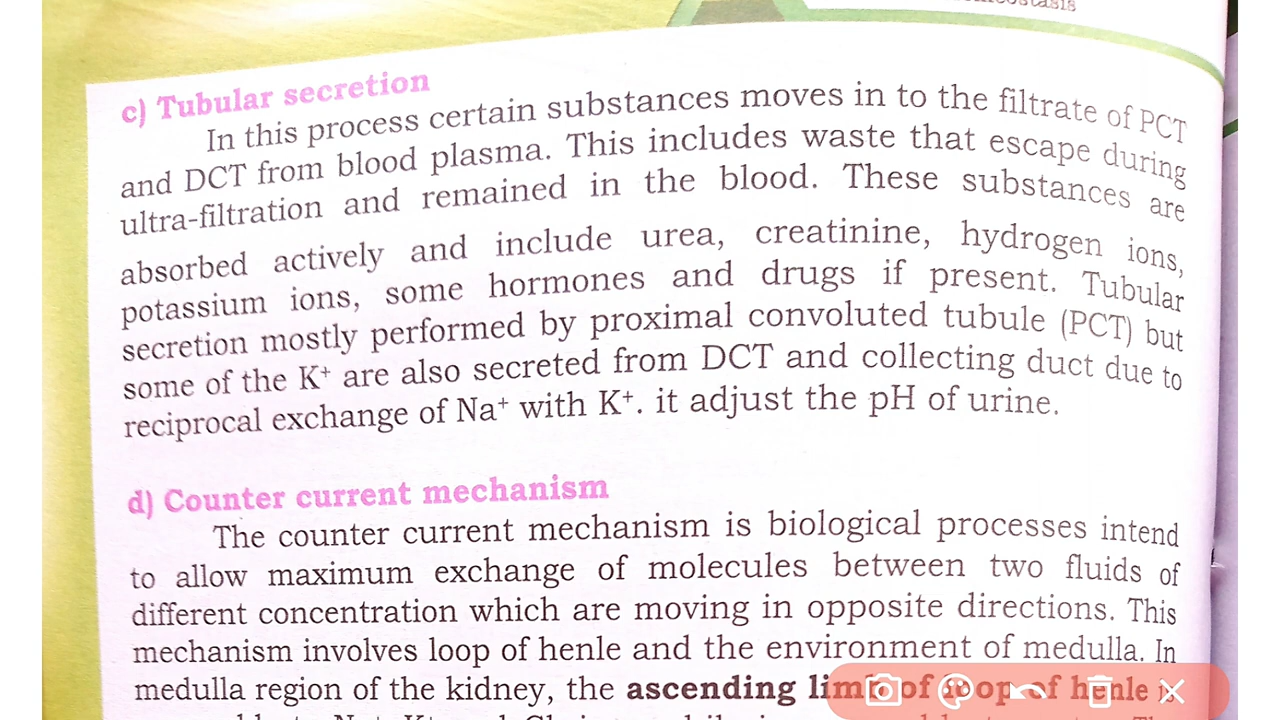 c) Tubular secretion
In this process certain substances moves in to the filtrate of PCT
and DCT from blood plasma. This includes waste that escape during
ultra-filtration and remained in the blood. These substances are
absorbed actively and include urea, creatinine, hydrogen ions,
potassium ions, some hormones and drugs if present. Tubular
secretion mostly performed by proximal convoluted tubule (PCT) but
some of the K⁺ are also secreted from DCT and collecting duct due to
reciprocal exchange of Na⁺ with K⁺. it adjust the pH of urine.
d) Counter current mechanism
The counter current mechanism is biological processes intend
to allow maximum exchange of molecules between two fluids of
different concentration which are moving in opposite directions. This
mechanism involves loop of henle and the environment of medulla. In
medulla region of the kidney, the ascending limb of loop of henle is